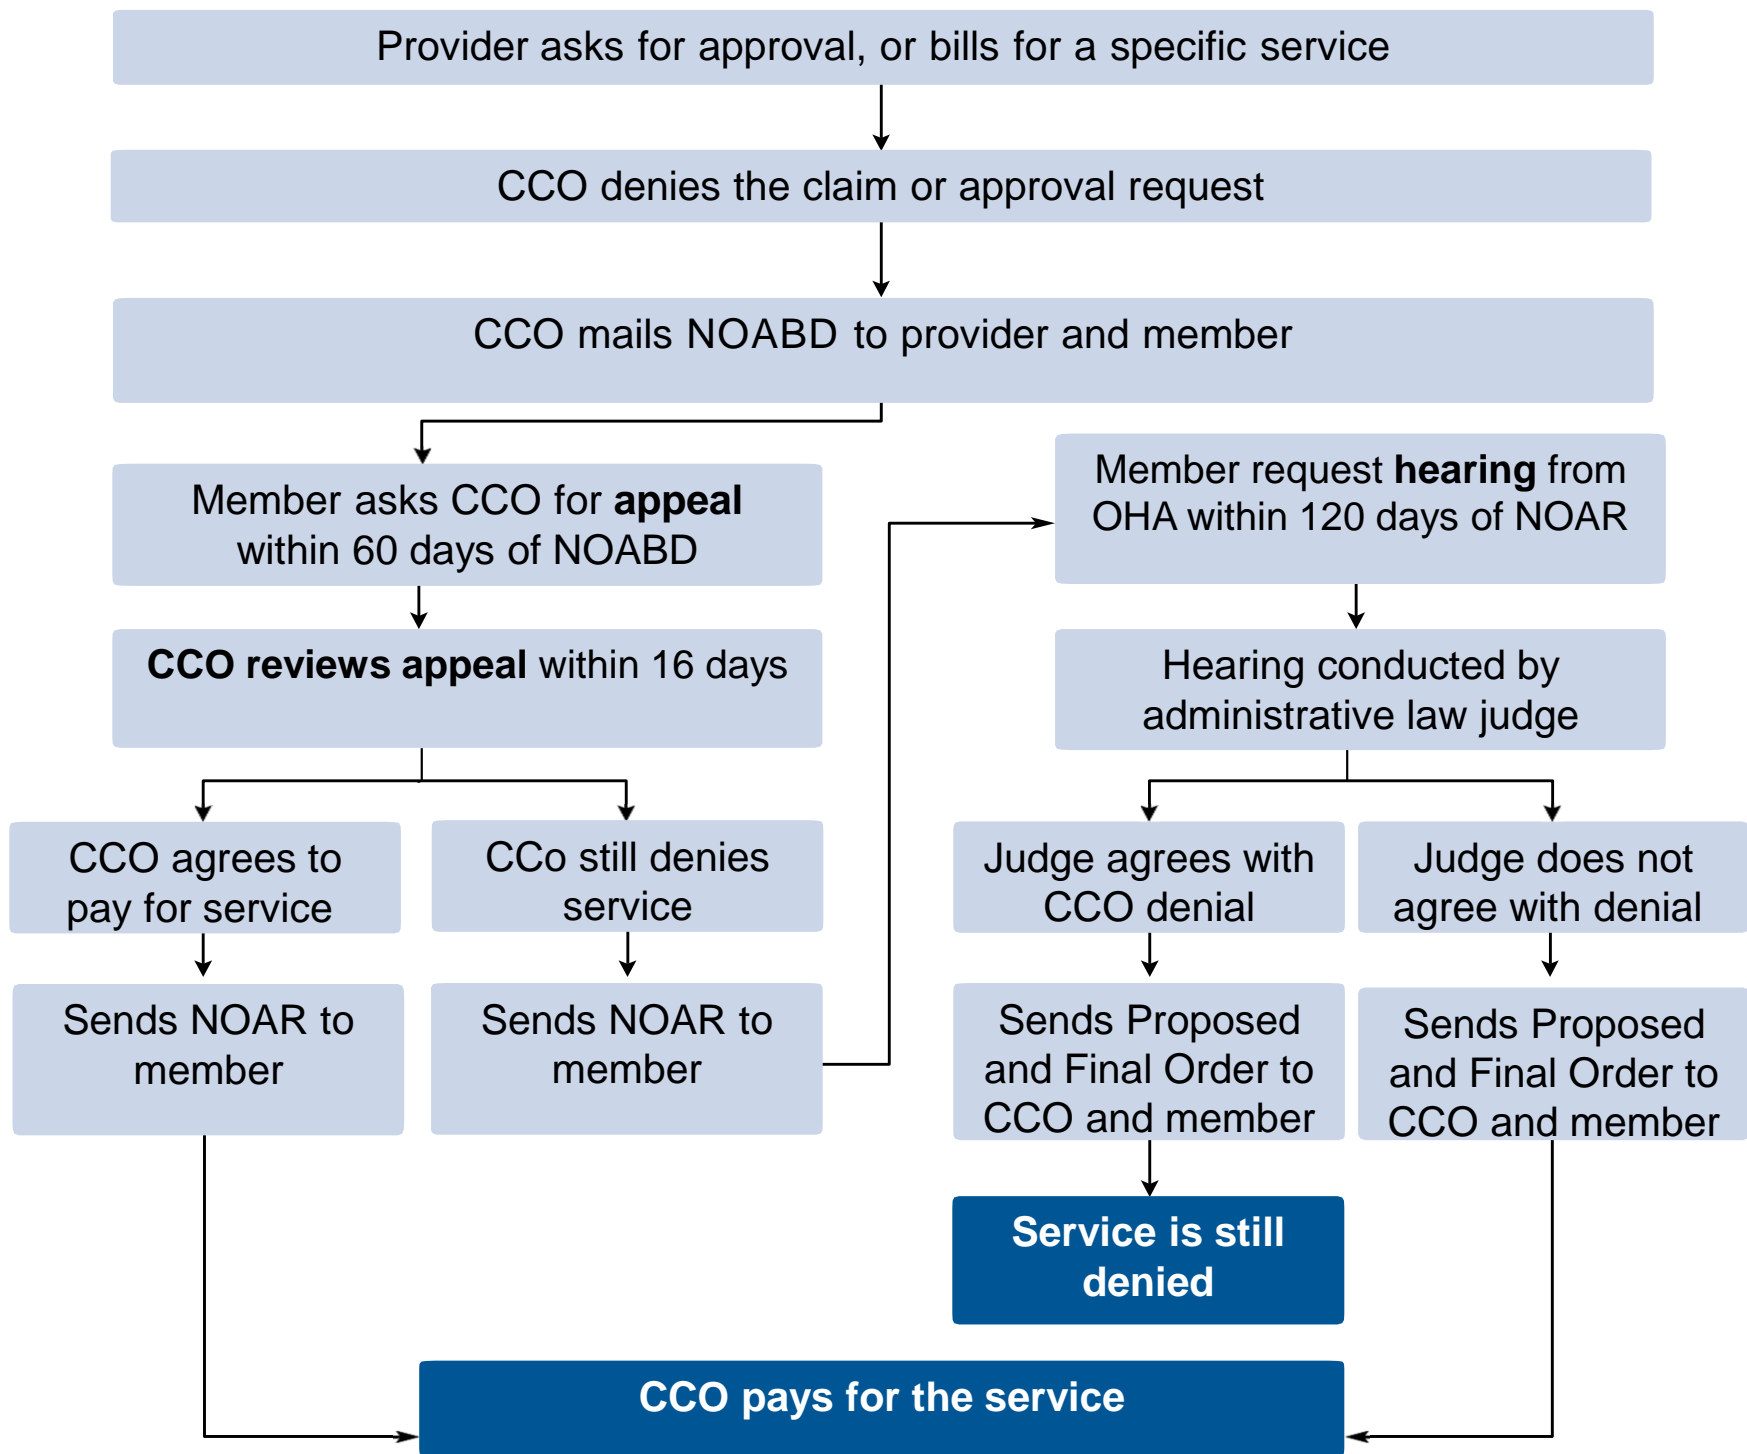 Provider asks for approval, or bills for a specific service
CCO denies the claim or approval request
CCO mails NOABD to provider and member
Member asks CCO for appeal
within 60 days of NOABD
CCO reviews appeal within 16 days
CCO agrees to
pay for service
CCo still denies
service
Sends NOAR to
member
Sends NOAR to
member
Member request hearing from
OHA within 120 days of NOAR
Hearing conducted by
administrative law judge
Judge agrees with
CCO denial
Judge does not
agree with denial
Sends Proposed
and Final Order to
CCO and member
Sends Proposed
and Final Order to
CCO and member
Service is still
denied
CCO pays for the service